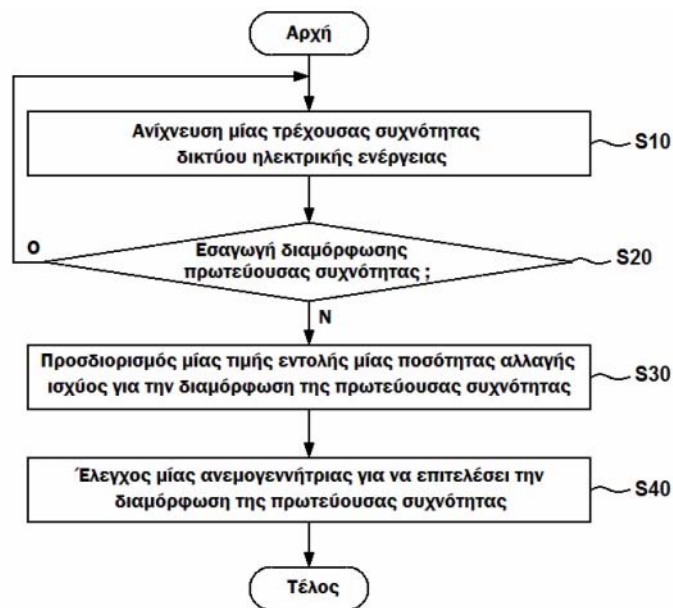 Αρχή
Ανίχνευση μίας τρέχουσας συχνότητας
δικτύου ηλεκτρικής ενέργειας
S10
Εσαγωγή διαμόρφωσης
πρωτεύουσας συχνότητας ;
S20
Ο
Ν
Προσδιορισμός μίας τιμής εντολής μίας ποσότητας αλλαγής
ισχύος για την διαμόρφωση της πρωτεύουσας συχνότητας
S30
Έλεγχος μίας ανεμογεννήτριας για να επιτελέσει την
διαμόρφωση της πρωτεύουσας συχνότητας
S40
Τέλος